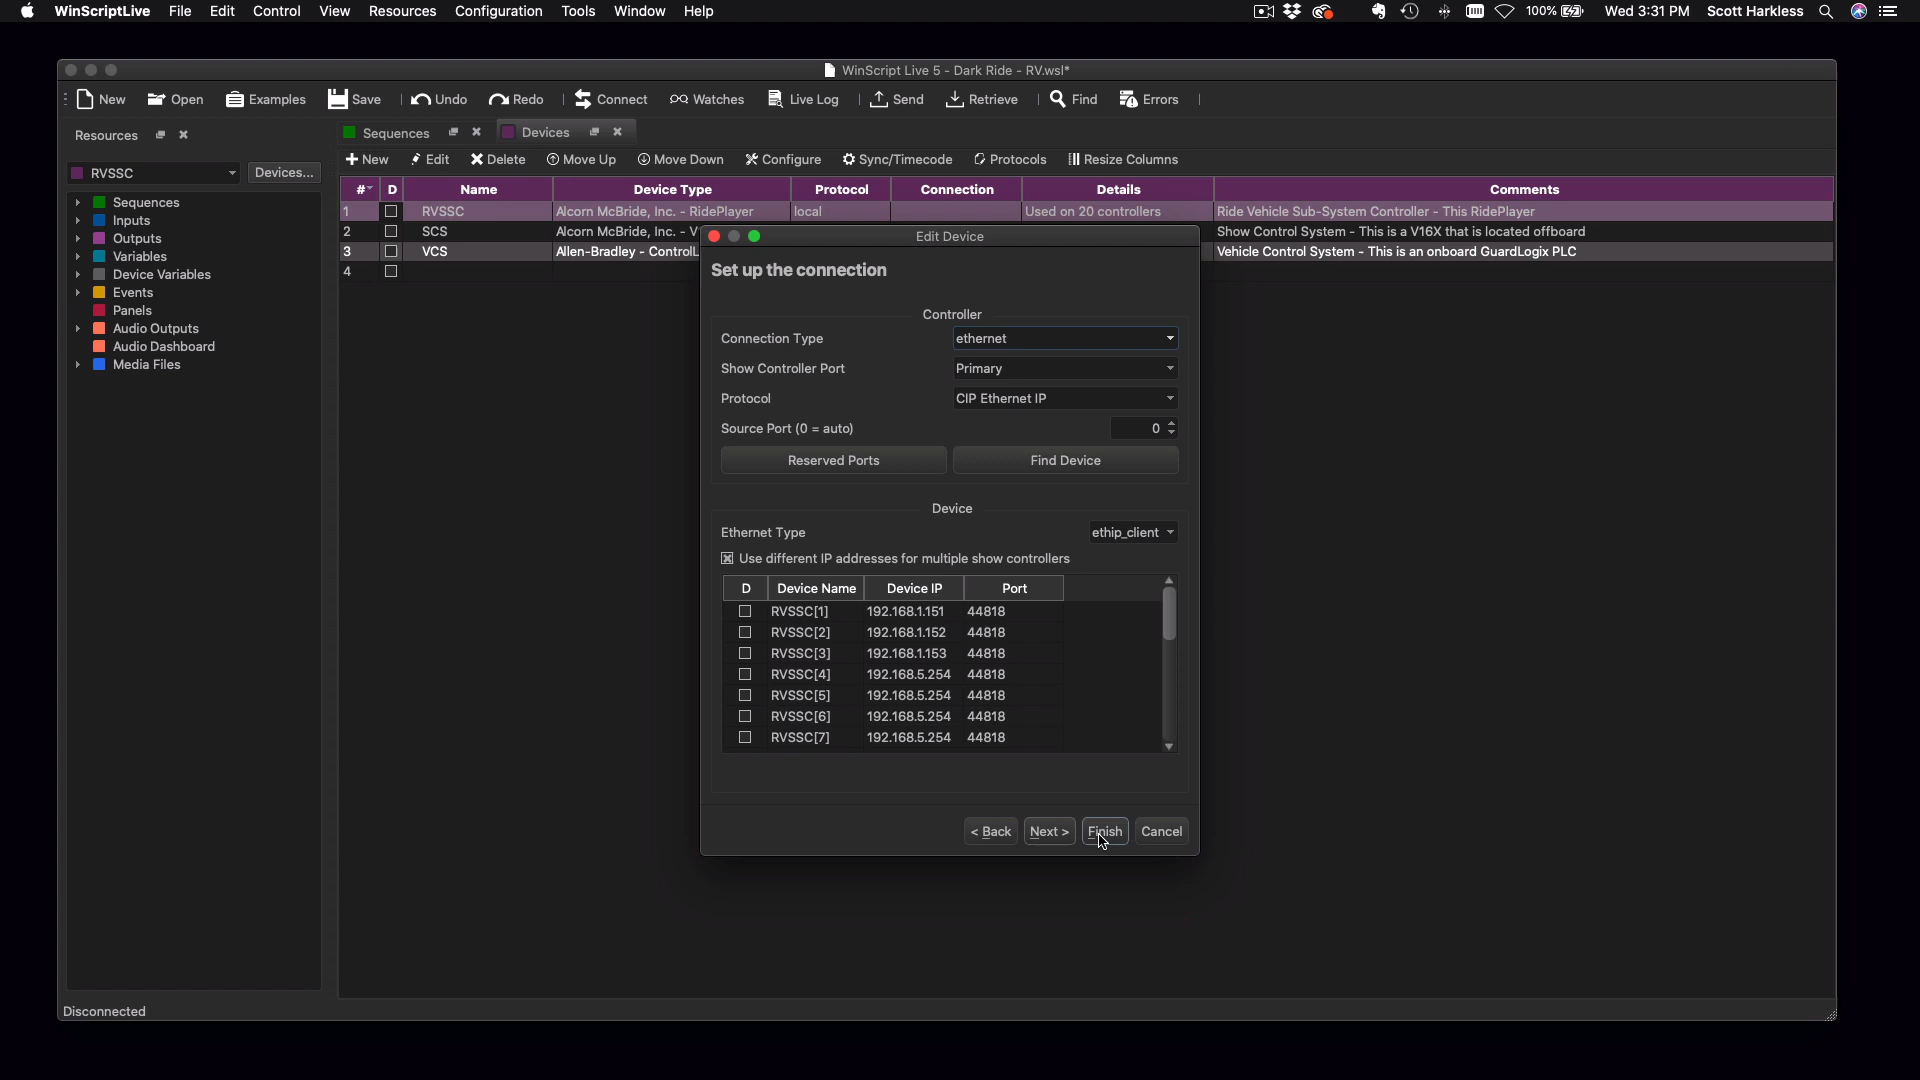 WinScriptLive File Edit Control View Resources Configuration Tools Window Help 100% Wed 3:31 PM Scott Harkless
WinScript Live 5 - Dark Ride - RV.wsl*
New Open Examples Save Undo Redo Connect Watches Live Log Send Retrieve Find Errors
Resources
Sequences Devices
New Edit Delete Move Up Move Down Configure Sync/Timecode Protocols Resize Columns
RVSSC Devices...
Sequences
Inputs
Outputs
Variables
Device Variables
Events
Panels
Audio Outputs
Audio Dashboard
Media Files
# D Name Device Type Protocol Connection Details Comments
1 RVSSC Alcorn McBride, Inc. - RidePlayer local Used on 20 controllers Ride Vehicle Sub-System Controller - This RidePlayer
2 SCS Alcorn McBride, Inc. - V Show Control System - This is a V16X that is located offboard
3 VCS Allen-Bradley - ControlL Vehicle Control System - This is an onboard GuardLogix PLC
4
Edit Device
Set up the connection
Controller
Connection Type ethernet
Show Controller Port Primary
Protocol CIP Ethernet IP
Source Port (0 = auto) 0
Reserved Ports Find Device
Device
Ethernet Type ethip_client
Use different IP addresses for multiple show controllers
D Device Name Device IP Port
RVSSC[1] 192.168.1.151 44818
RVSSC[2] 192.168.1.152 44818
RVSSC[3] 192.168.1.153 44818
RVSSC[4] 192.168.5.254 44818
RVSSC[5] 192.168.5.254 44818
RVSSC[6] 192.168.5.254 44818
RVSSC[7] 192.168.5.254 44818
< Back Next > Finish Cancel
Disconnected